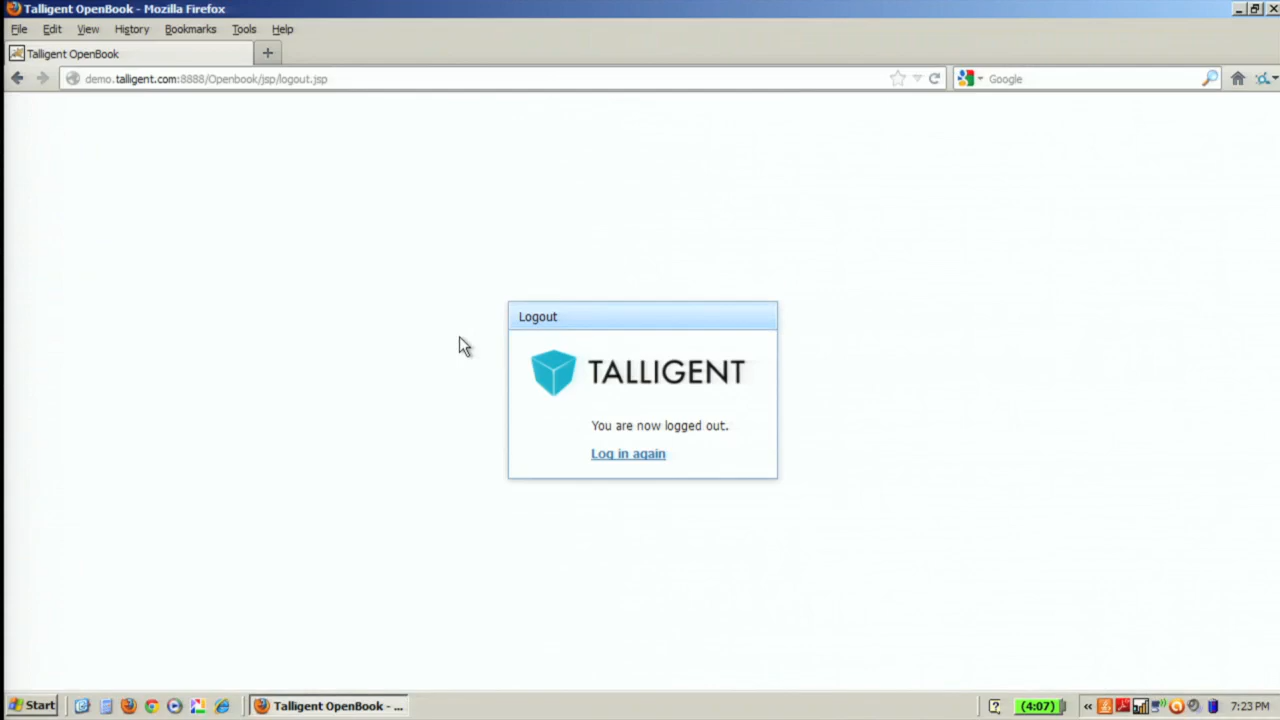 Talligent OpenBook - Mozilla Firefox
File Edit View History Bookmarks Tools Help
Talligent OpenBook
demo.talligent.com:8888/Openbook/jsp/logout.jsp
Google
Logout
TALLIGENT
You are now logged out.
Log in again
Start
Talligent OpenBook - ...
(4:07)
7:23 PM